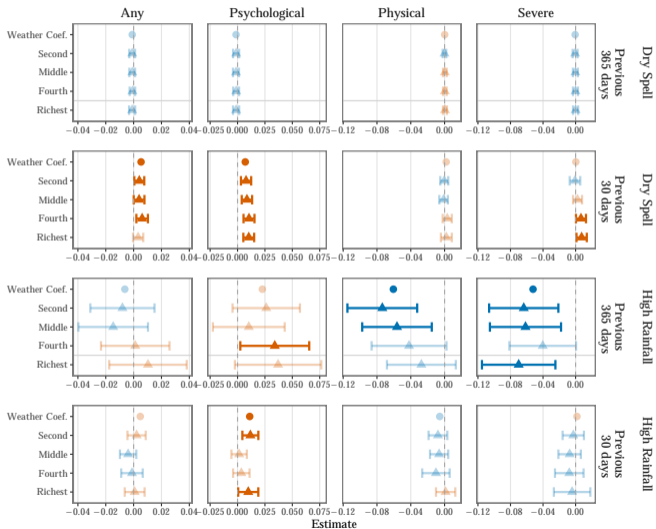 Any Psychological Physical Severe
Weather Coef.
Second
Middle
Fourth
Richest
−0.04 −0.02 0.00 0.02 0.04 0.000 0.025 0.050 0.075 −0.12 −0.08 −0.04 0.00 −0.12 −0.08 −0.04 0.00
Previous
365 days
Dry Spell
Weather Coef.
Second
Middle
Fourth
Richest
−0.04 −0.02 0.00 0.02 0.04 0.000 0.025 0.050 0.075 −0.12 −0.08 −0.04 0.00 −0.12 −0.08 −0.04 0.00
Previous
30 days
Dry Spell
Weather Coef.
Second
Middle
Fourth
Richest
−0.04 −0.02 0.00 0.02 0.04 0.000 0.025 0.050 0.075 −0.12 −0.08 −0.04 0.00 −0.12 −0.08 −0.04 0.00
Previous
365 days
High Rainfall
Weather Coef.
Second
Middle
Fourth
Richest
−0.04 −0.02 0.00 0.02 0.04 0.000 0.025 0.050 0.075 −0.12 −0.08 −0.04 0.00 −0.12 −0.08 −0.04 0.00
Previous
30 days
High Rainfall
Estimate